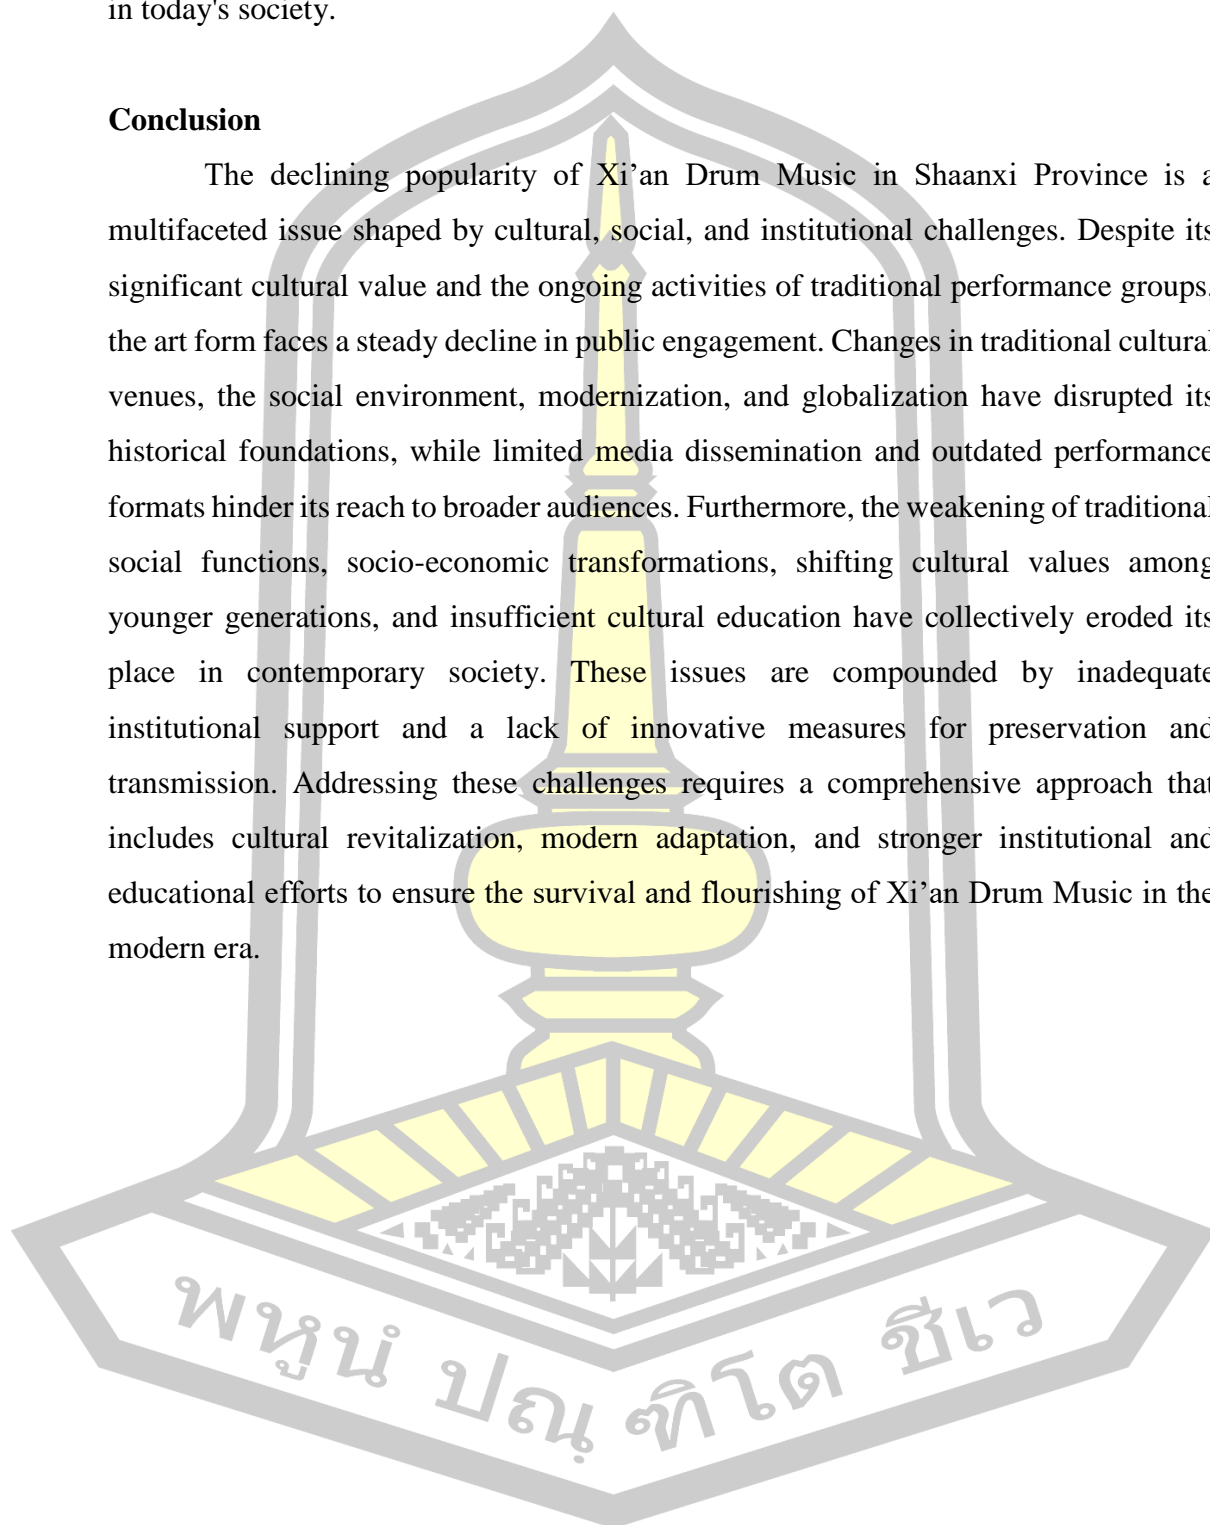 in today's society.
Conclusion
The declining popularity of Xi’an Drum Music in Shaanxi Province is a
multifaceted issue shaped by cultural, social, and institutional challenges. Despite its
significant cultural value and the ongoing activities of traditional performance groups,
the art form faces a steady decline in public engagement. Changes in traditional cultural
venues, the social environment, modernization, and globalization have disrupted its
historical foundations, while limited media dissemination and outdated performance
formats hinder its reach to broader audiences. Furthermore, the weakening of traditional
social functions, socio-economic transformations, shifting cultural values among
younger generations, and insufficient cultural education have collectively eroded its
place in contemporary society. These issues are compounded by inadequate
institutional support and a lack of innovative measures for preservation and
transmission. Addressing these challenges requires a comprehensive approach that
includes cultural revitalization, modern adaptation, and stronger institutional and
educational efforts to ensure the survival and flourishing of Xi’an Drum Music in the
modern era.
พหูนํ ปณฺ ฑิโต ชีเว